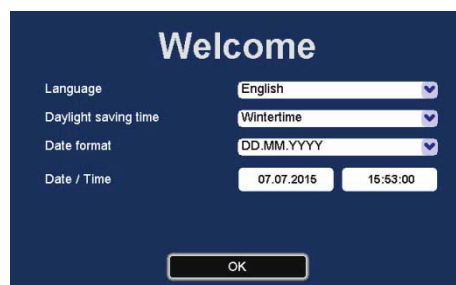 Welcome
Language English
Daylight saving time Wintertime
Date format DD.MM.YYYY
Date / Time 07.07.2015 15:53:00
OK